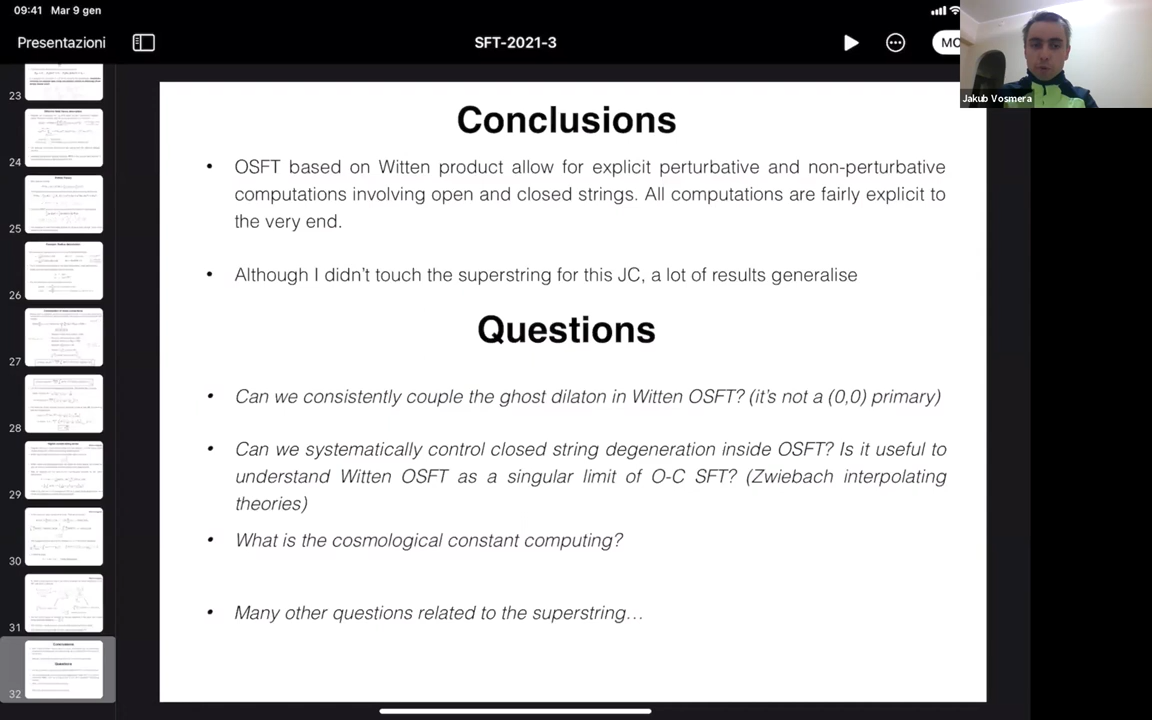 09:41 Mar 9 gen
Presentazioni
SFT-2021-3
MO
Jakub Vosmera
Conclusions
• OSFT based on Witten product allow for explicit perturbative and non-perturbative
computations involving open and closed strings. All computations are fairly explicit to
the very end.
• Although I didn't touch the superstring for this JC, a lot of results generalise
Questions
• Can we consistently couple the ghost dilaton in Witten OSFT? (it's not a (0,0) primary)
• Can we systematically control closed string degeneration inside OSFT? Is it useful to
understand Witten OSFT as a singular limit of O-C SFT? (Zwiebach interpolating
theories)
• What is the cosmological constant computing?
• Many other questions related to the superstring…
23
24
25
26
27
28
29
30
31
Conclusions
Questions
32